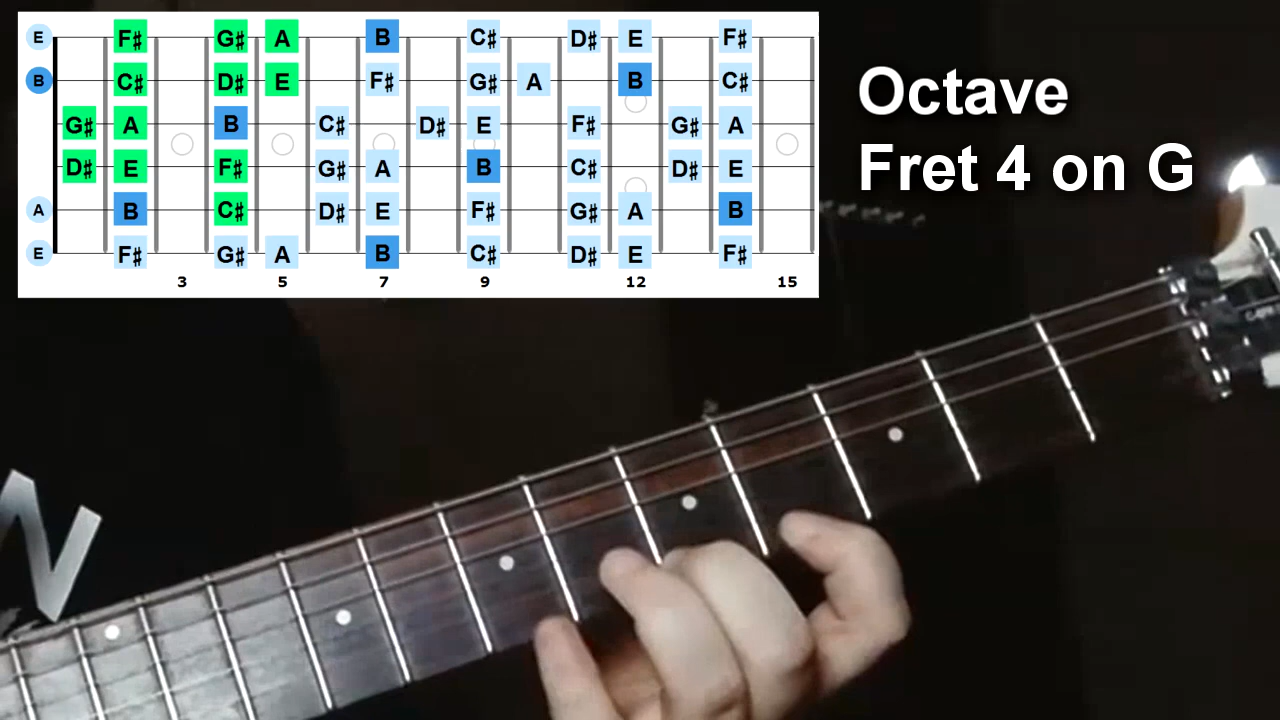 E F♯ G♯ A B C♯ D♯ E F♯
B C♯ D♯ E F♯ G♯ A B C♯
G♯ A B C♯ D♯ E F♯ G♯ A
D♯ E F♯ G♯ A B C♯ D♯ E
A B C♯ D♯ E F♯ G♯ A B
E F♯ G♯ A B C♯ D♯ E F♯
3 5 7 9 12 15
Octave
Fret 4 on G
N